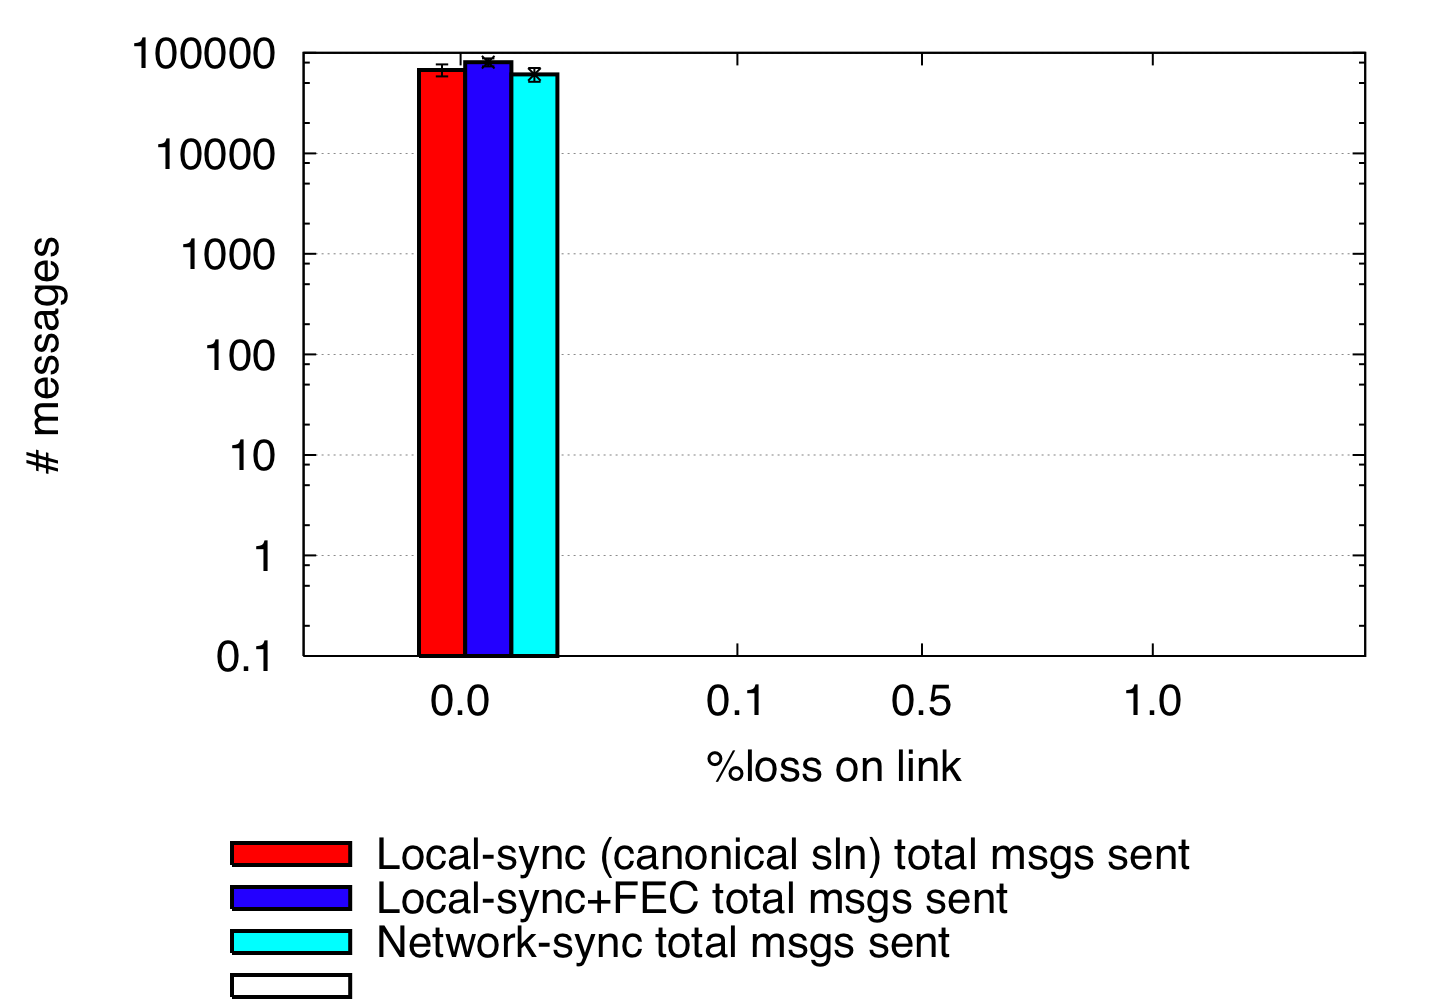 100000
10000
1000
100
10
1
0.1
# messages
0.0 0.1 0.5 1.0
%loss on link
Local-sync (canonical sln) total msgs sent
Local-sync+FEC total msgs sent
Network-sync total msgs sent